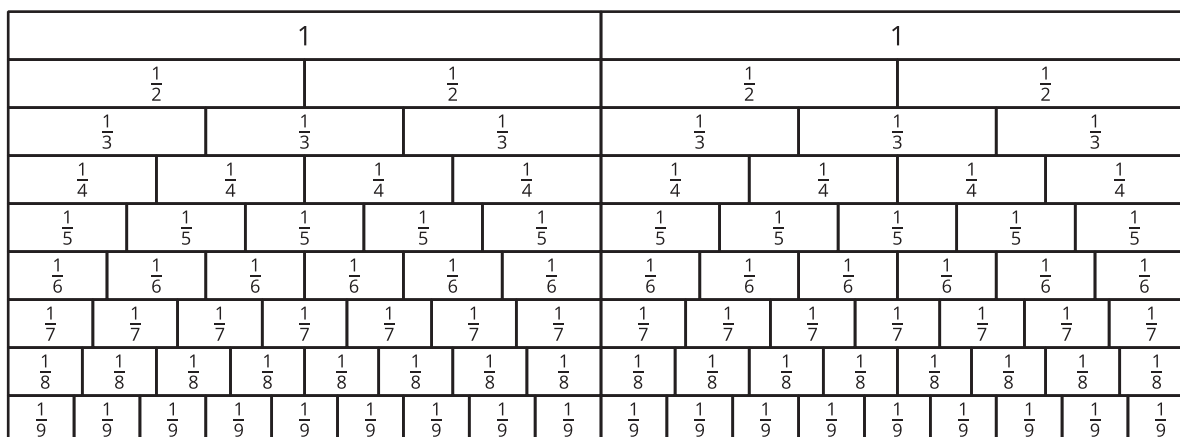 1 1
1/2 1/2 1/2 1/2
1/3 1/3 1/3 1/3 1/3 1/3
1/4 1/4 1/4 1/4 1/4 1/4 1/4 1/4
1/5 1/5 1/5 1/5 1/5 1/5 1/5 1/5 1/5 1/5
1/6 1/6 1/6 1/6 1/6 1/6 1/6 1/6 1/6 1/6 1/6 1/6
1/7 1/7 1/7 1/7 1/7 1/7 1/7 1/7 1/7 1/7 1/7 1/7 1/7 1/7
1/8 1/8 1/8 1/8 1/8 1/8 1/8 1/8 1/8 1/8 1/8 1/8 1/8 1/8 1/8 1/8
1/9 1/9 1/9 1/9 1/9 1/9 1/9 1/9 1/9 1/9 1/9 1/9 1/9 1/9 1/9 1/9 1/9 1/9